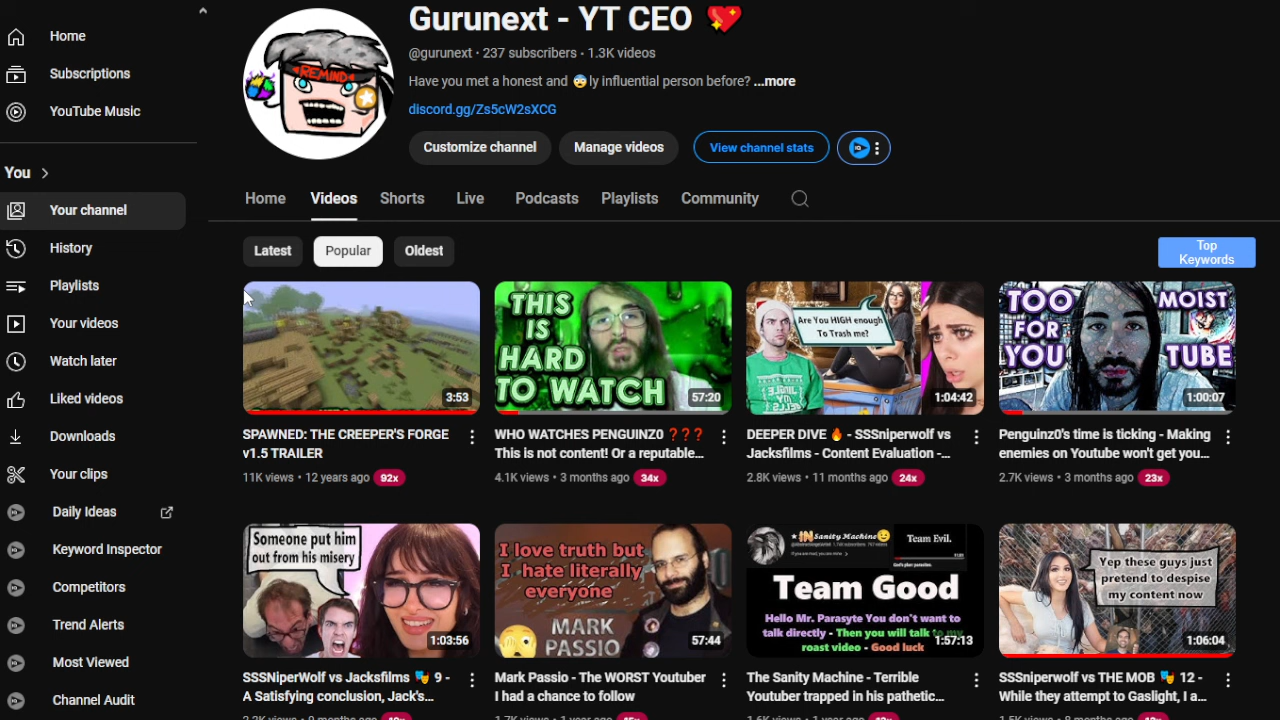 Gurunext - YT CEO 💖
@gurunext · 237 subscribers · 1.3K videos
Have you met a honest and 😨ly influential person before? ...more
discord.gg/Zs5cW2sXCG
Customize channel
Manage videos
View channel stats
REMIND
Home
Subscriptions
YouTube Music
You
Your channel
History
Playlists
Your videos
Watch later
Liked videos
Downloads
Your clips
Daily Ideas
Keyword Inspector
Competitors
Trend Alerts
Most Viewed
Channel Audit
Home Videos Shorts Live Podcasts Playlists Community
Latest Popular Oldest
Top
Keywords
3:53
SPAWNED: THE CREEPER'S FORGE
v1.5 TRAILER
11K views · 12 years ago 92x
THIS
IS
HARD
TO WATCH
57:20
WHO WATCHES PENGUINZ0 ❓❓❓
This is not content! Or a reputable...
4.1K views · 3 months ago 34x
Are You HIGH enough
To Trash me?
1:04:42
DEEPER DIVE 🔥 - SSSniperwolf vs
Jacksfilms - Content Evaluation -...
2.8K views · 11 months ago 24x
TOO
FOR
YOU
MOIST
TUBE
1:00:07
Penguinz0's time is ticking - Making
enemies on Youtube won't get you...
2.7K views · 3 months ago 23x
Someone put him
out from his misery
1:03:56
SSSNiperWolf vs Jacksfilms 🎭 9 -
A Satisfying conclusion, Jack's...
I love truth but
I hate literally
everyone
MARK
PASSIO
57:44
Mark Passio - The WORST Youtuber
I had a chance to follow
Sanity Machine
Team Evil.
Team Good
Hello Mr. Parasyte You don't want to
talk directly - Then you will talk to my
roast video - Good luck
1:57:13
The Sanity Machine - Terrible
Youtuber trapped in his pathetic...
Yep these guys just
pretend to despise
my content now
1:06:04
SSSniperwolf vs THE MOB 🎭 12 -
While they attempt to Gaslight, I a...